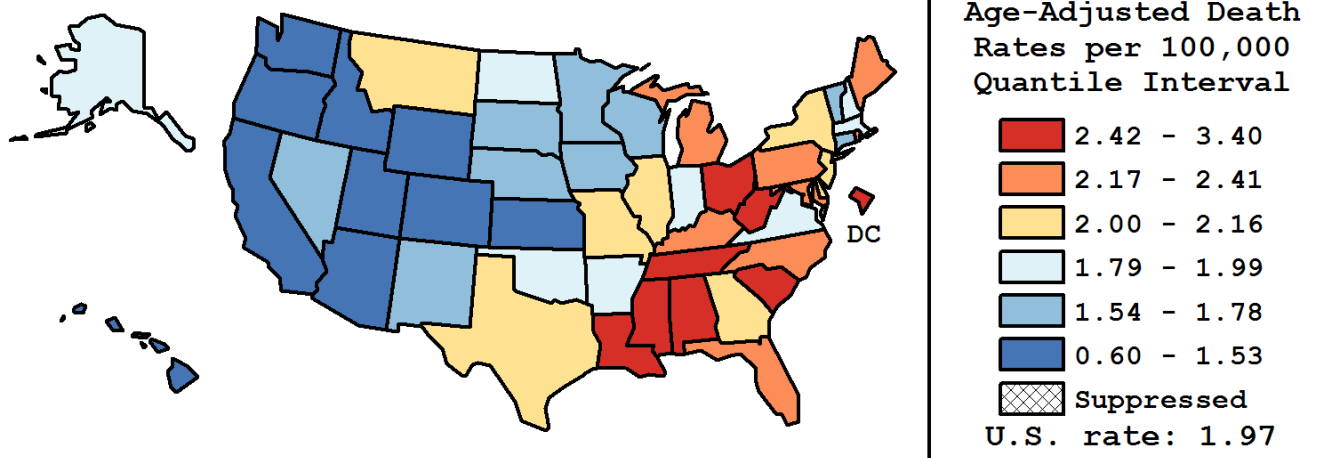 Age-Adjusted Death
Rates per 100,000
Quantile Interval
2.42 - 3.40
2.17 - 2.41
2.00 - 2.16
1.79 - 1.99
1.54 - 1.78
0.60 - 1.53
Suppressed
U.S. rate: 1.97
DC